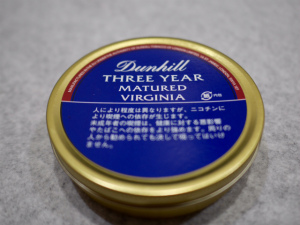 Dunhill
THREE YEAR
MATURED
VIRGINIA
人により程度は異なりますが、ニコチンに
より喫煙への依存が生じます。
未成年者の喫煙は、健康に対する悪影響
やたばこへの依存をより強めます。周りの
人から勧められても決して吸ってはいけ
ません。